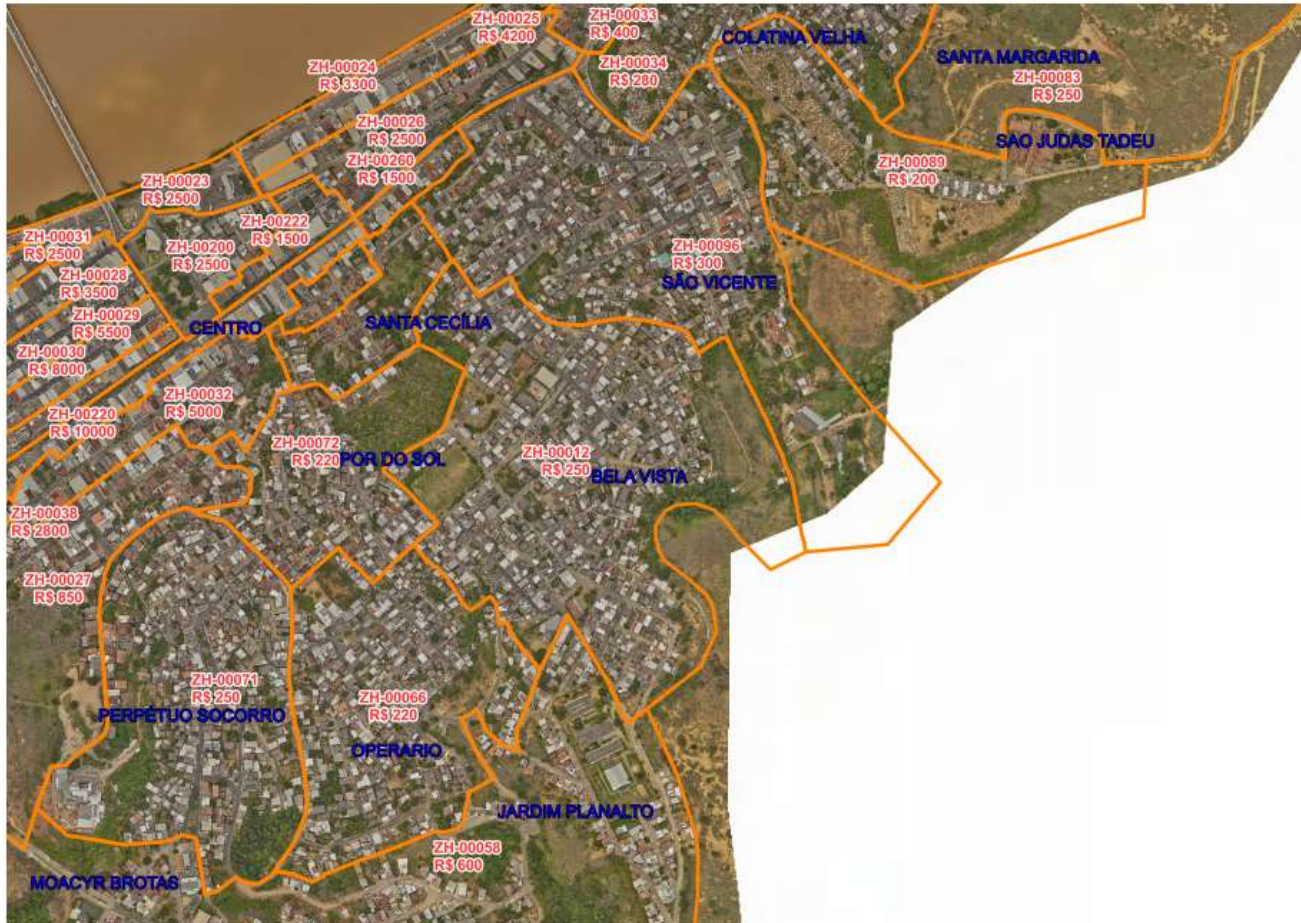 ZH-00025
R$ 4200
ZH-00033
R$ 400
COLATINA VELHA
ZH-00024
R$ 3300
ZH-00034
R$ 280
SANTA MARGARIDA
ZH-00083
R$ 250
ZH-00026
R$ 2500
SAO JUDAS TADEU
ZH-00260
R$ 1500
ZH-00089
R$ 200
ZH-00023
R$ 2500
ZH-00222
R$ 1500
ZH-00031
R$ 2500
ZH-00200
R$ 2500
ZH-00096
R$ 300
SÃO VICENTE
ZH-00028
R$ 3500
ZH-00029
R$ 5500
CENTRO
SANTA CECÍLIA
ZH-00030
R$ 8000
ZH-00032
R$ 5000
ZH-00220
R$ 10000
ZH-00072
R$ 220
POR DO SOL
ZH-00012
R$ 250
BELA VISTA
ZH-00038
R$ 2800
ZH-00027
R$ 850
ZH-00071
R$ 250
PERPÉTUO SOCORRO
ZH-00066
R$ 220
OPERARIO
JARDIM PLANALTO
ZH-00058
R$ 600
MOACYR BROTAS